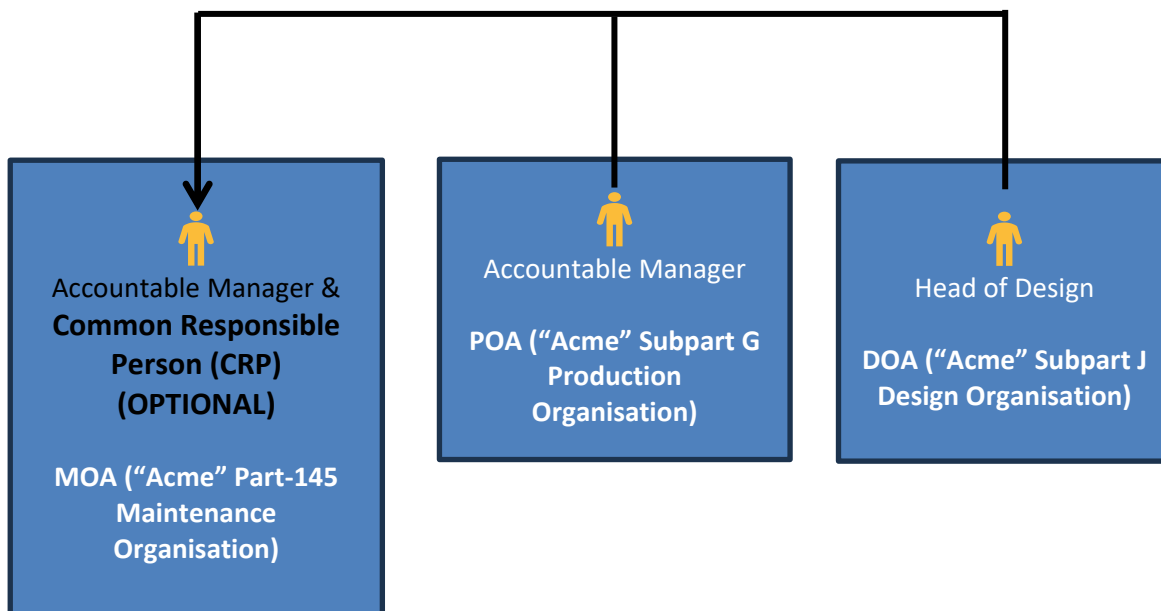 Accountable Manager &
Common Responsible
Person (CRP)
(OPTIONAL)
MOA (“Acme” Part-145
Maintenance
Organisation)
Accountable Manager
POA (“Acme” Subpart G
Production
Organisation)
Head of Design
DOA (“Acme” Subpart J
Design Organisation)